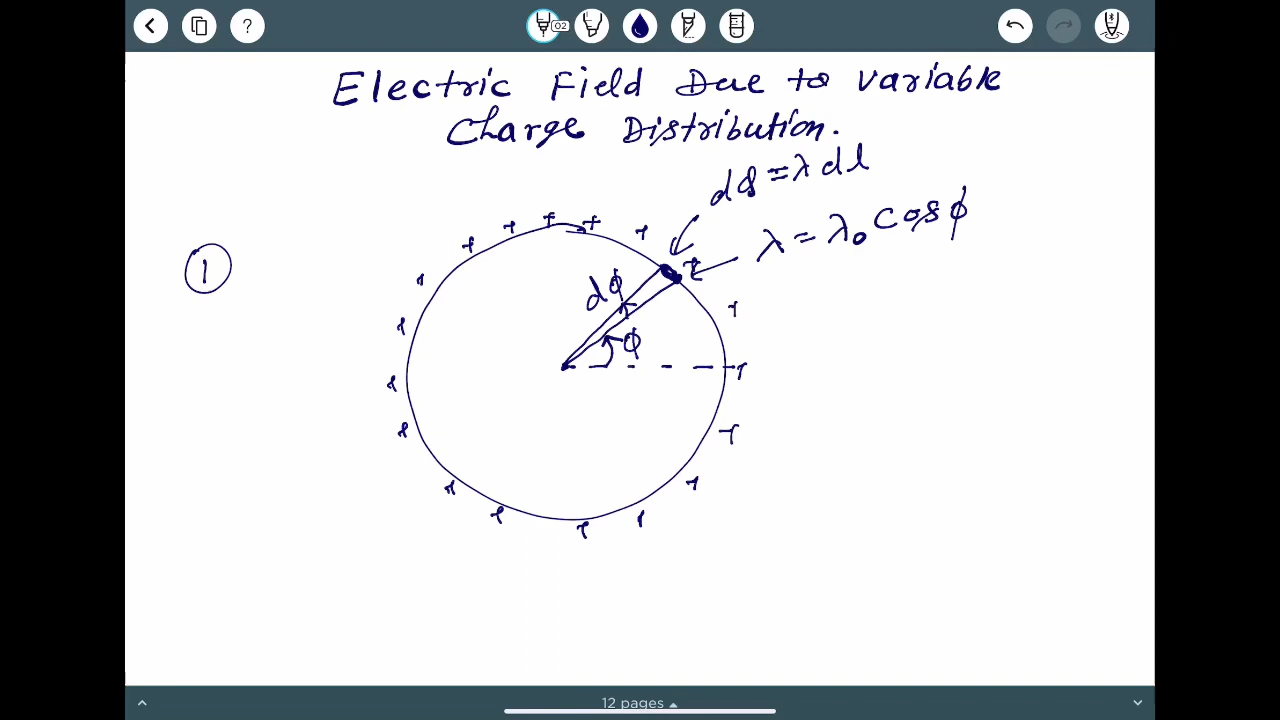 Electric Field Due to Variable
Charge Distribution.
dQ = λ dl
λ = λ₀ cos ϕ
1
dϕ
ϕ
12 pages